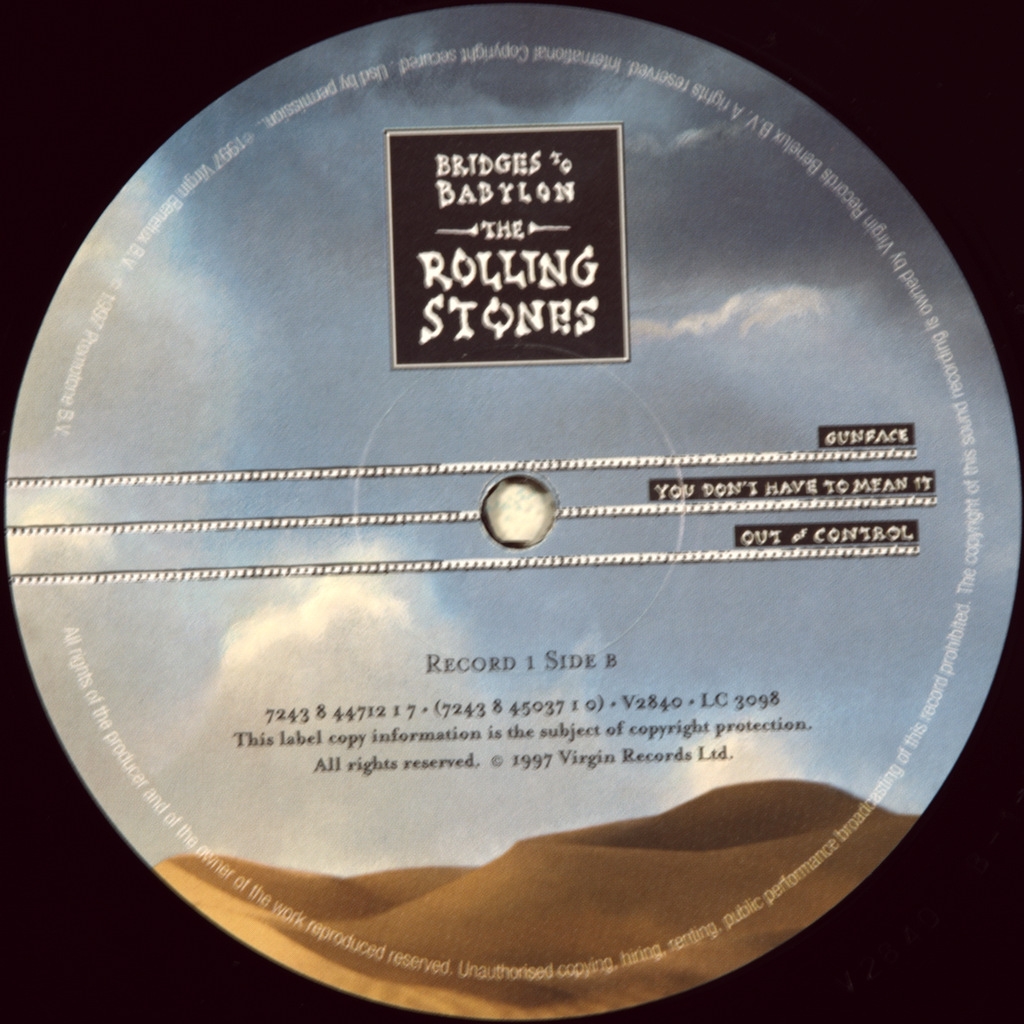 BRIDGES TO
BABYLON
THE
ROLLING
STONES
GUNFACE
YOU DON'T HAVE TO MEAN IT
OUT OF CONTROL
RECORD 1 SIDE B
7243 8 44712 1 7 • (7243 8 45037 1 0) • V2840 • LC 3098
This label copy information is the subject of copyright protection.
All rights reserved. © 1997 Virgin Records Ltd.
All rights of the producer and of the owner of the work reproduced reserved. Unauthorised copying, hiring, renting, public performance broadcasting of this record prohibited. The copyright of this sound recording is owned by Virgin Records Benelux B.V. A rights reserved. International Copyright secured. Usd by permission. ℗ 1997 Virgin Benelux B.V. © 1997 Promotone B.V.